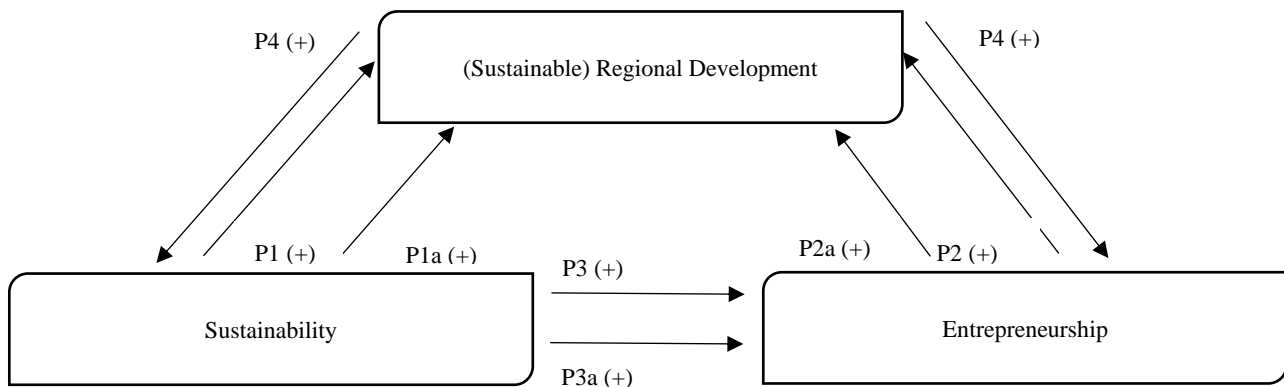 P4 (+)
P4 (+)
(Sustainable) Regional Development
P1 (+)
P1a (+)
P2a (+)
P2 (+)
P3 (+)
Sustainability
Entrepreneurship
P3a (+)